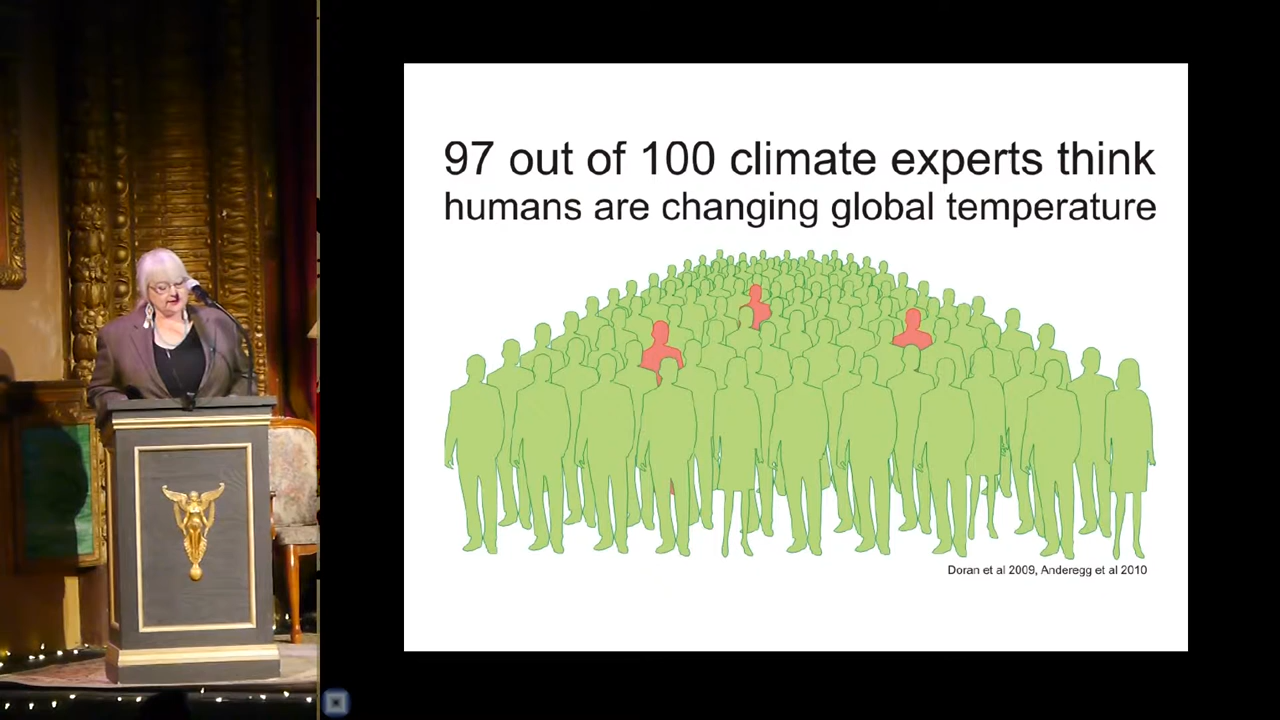 97 out of 100 climate experts think
humans are changing global temperature
Doran et al 2009, Anderegg et al 2010